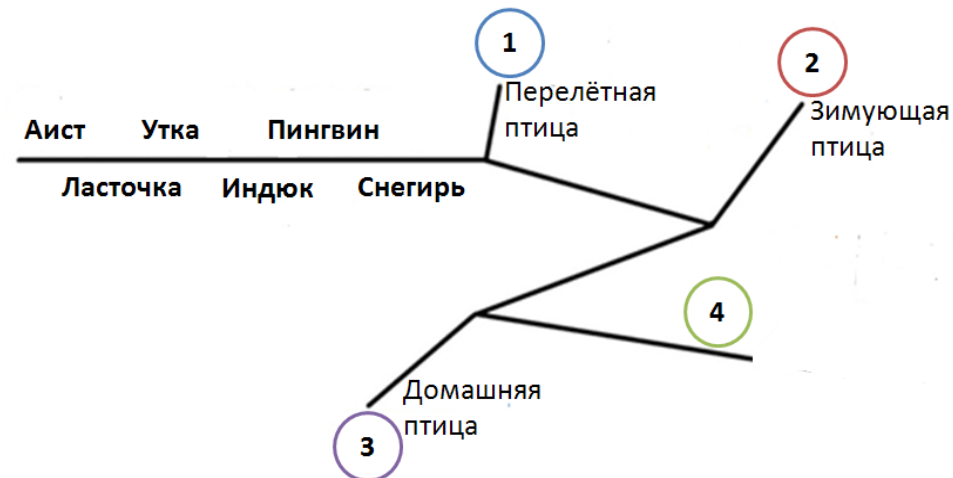 1
Перелётная
птица
2
Зимующая
птица
Аист Утка Пингвин
Ласточка Индюк Снегирь
4
Домашняя
птица
3